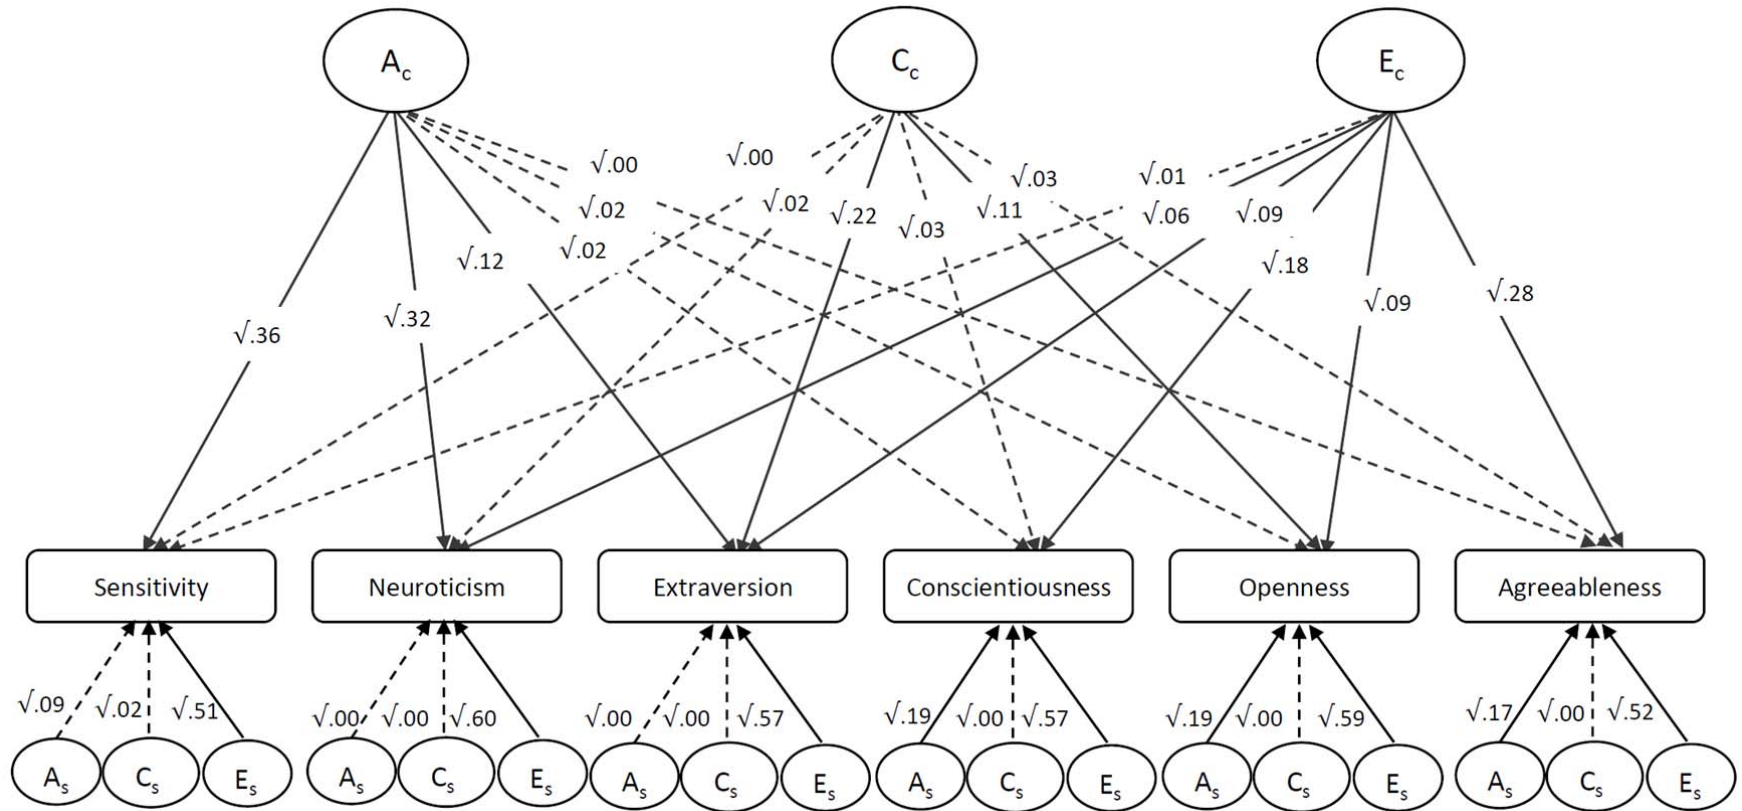 Ac Cc Ec
√.00 √.00 √.03 √.01
√.02 √.02 √.22 √.11 √.06 √.09
√.12 √.02 √.03 √.18
√.36 √.32 √.09 √.28
Sensitivity Neuroticism Extraversion Conscientiousness Openness Agreeableness
√.09 √.02 √.51 √.00 √.00 √.60 √.00 √.00 √.57 √.19 √.00 √.57 √.19 √.00 √.59 √.17 √.00 √.52
As Cs Es As Cs Es As Cs Es As Cs Es As Cs Es As Cs Es